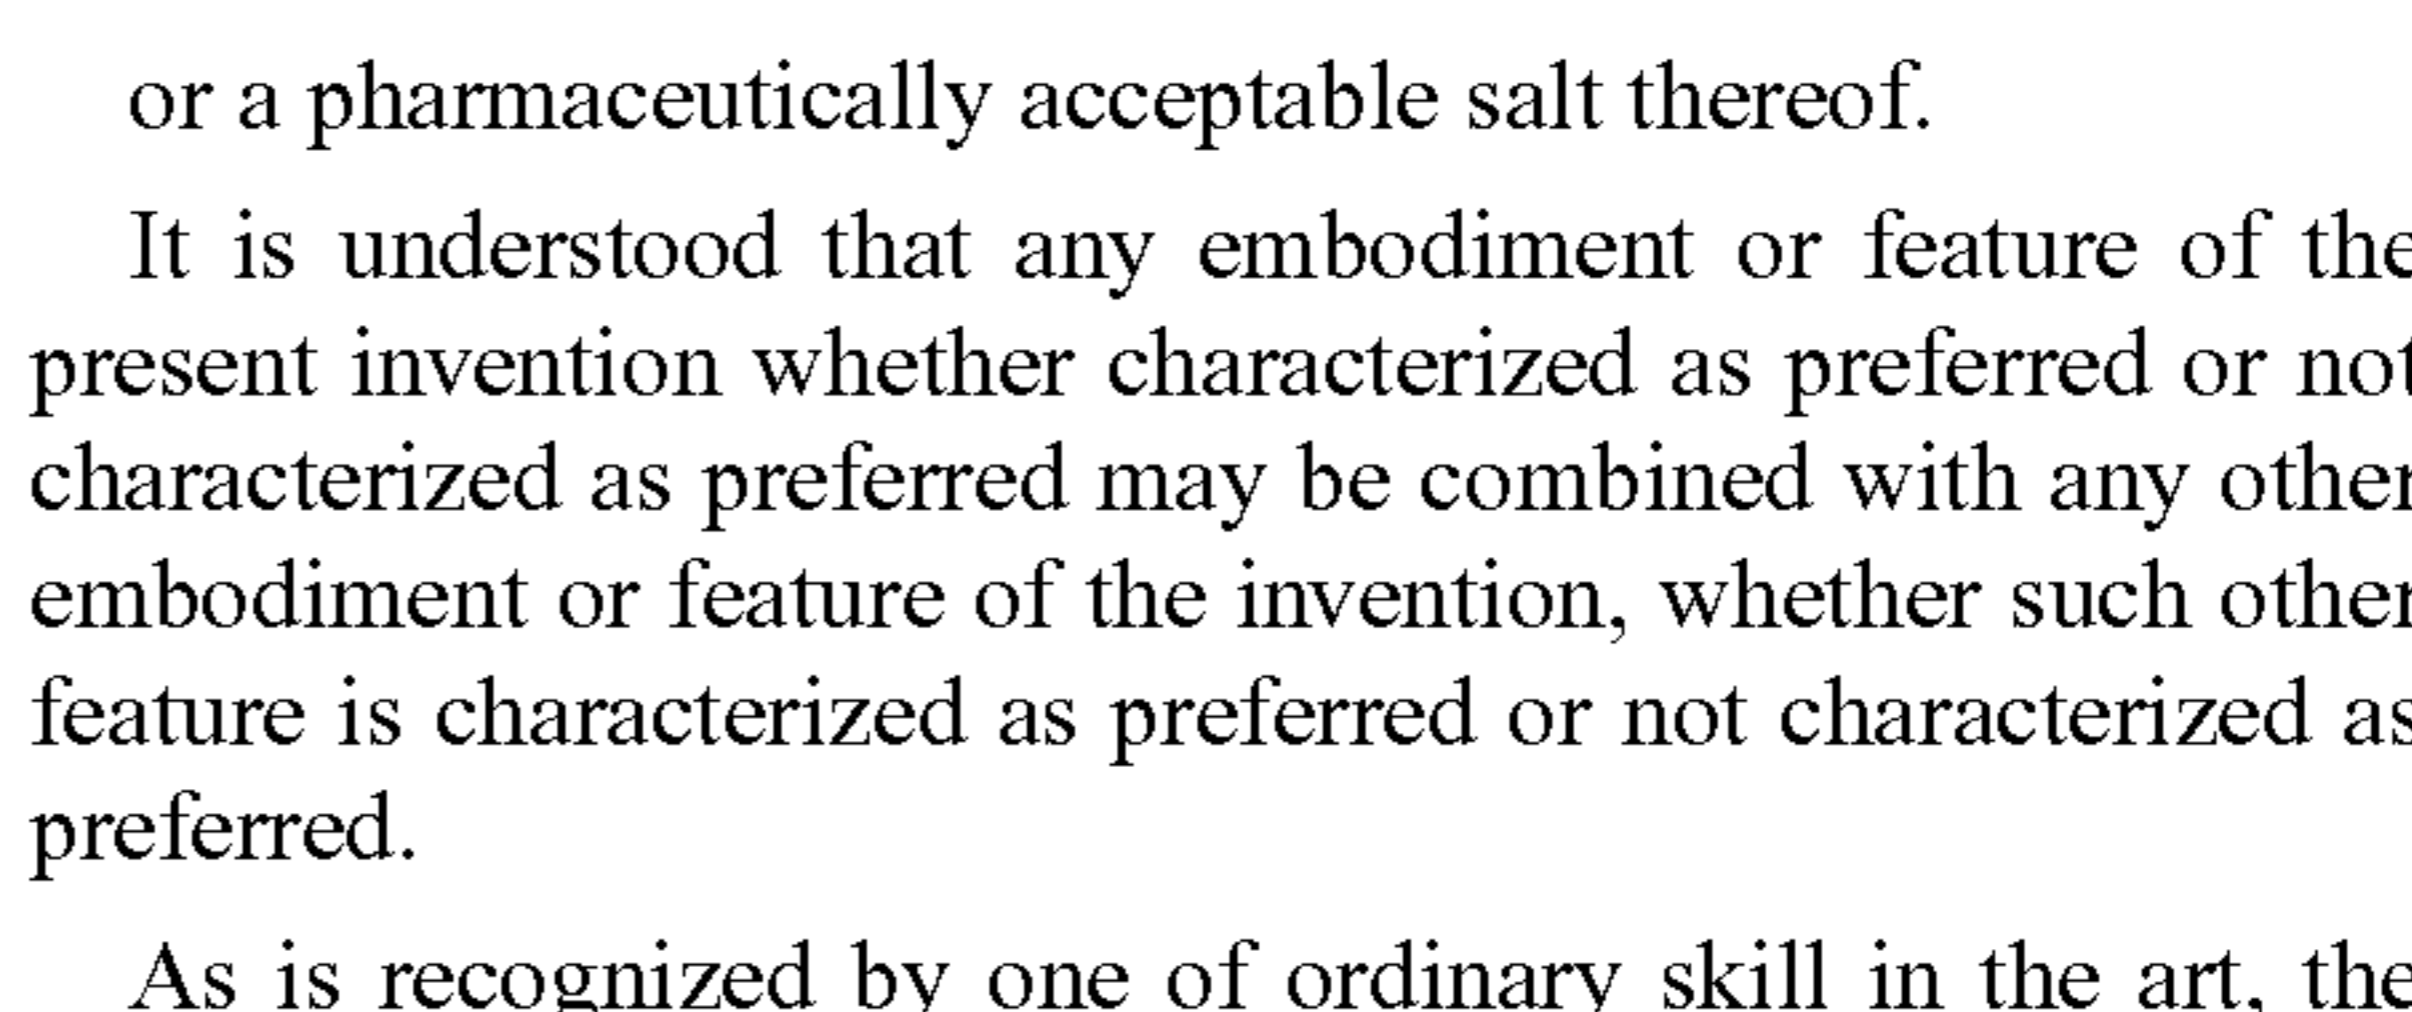 or a pharmaceutically acceptable salt thereof.
It is understood that any embodiment or feature of the
present invention whether characterized as preferred or not
characterized as preferred may be combined with any other
embodiment or feature of the invention, whether such other
feature is characterized as preferred or not characterized as
preferred.
As is recognized by one of ordinary skill in the art, the